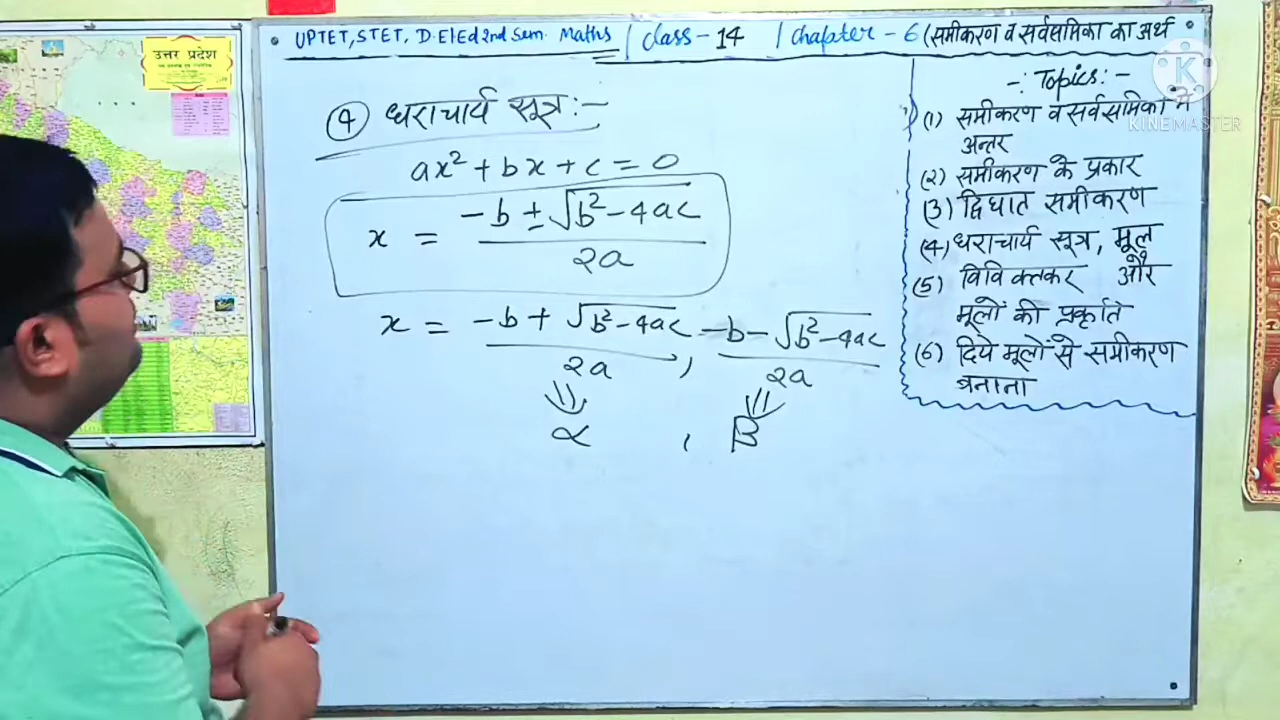 UPTET, STET, D.ElEd 2nd Sem. Maths | Class - 14 | Chapter - 6 (समीकरण व सर्वसमिका का अर्थ
उत्तर प्रदेश
(4) धराचार्य सूत्र :-
ax² + bx + c = 0
x = -b ± √b² - 4ac / 2a
x = -b + √b² - 4ac / 2a , -b - √b² - 4ac / 2a
α , β
-: Topics: -
(1) समीकरण व सर्वसमिका में
अन्तर
(2) समीकरण के प्रकार
(3) द्विघात समीकरण
(4) धराचार्य सूत्र, मूल
(5) विविक्तकर और
मूलों की प्रकृति
(6) दिये मूलों से समीकरण
बनाना
K
KINEMASTER